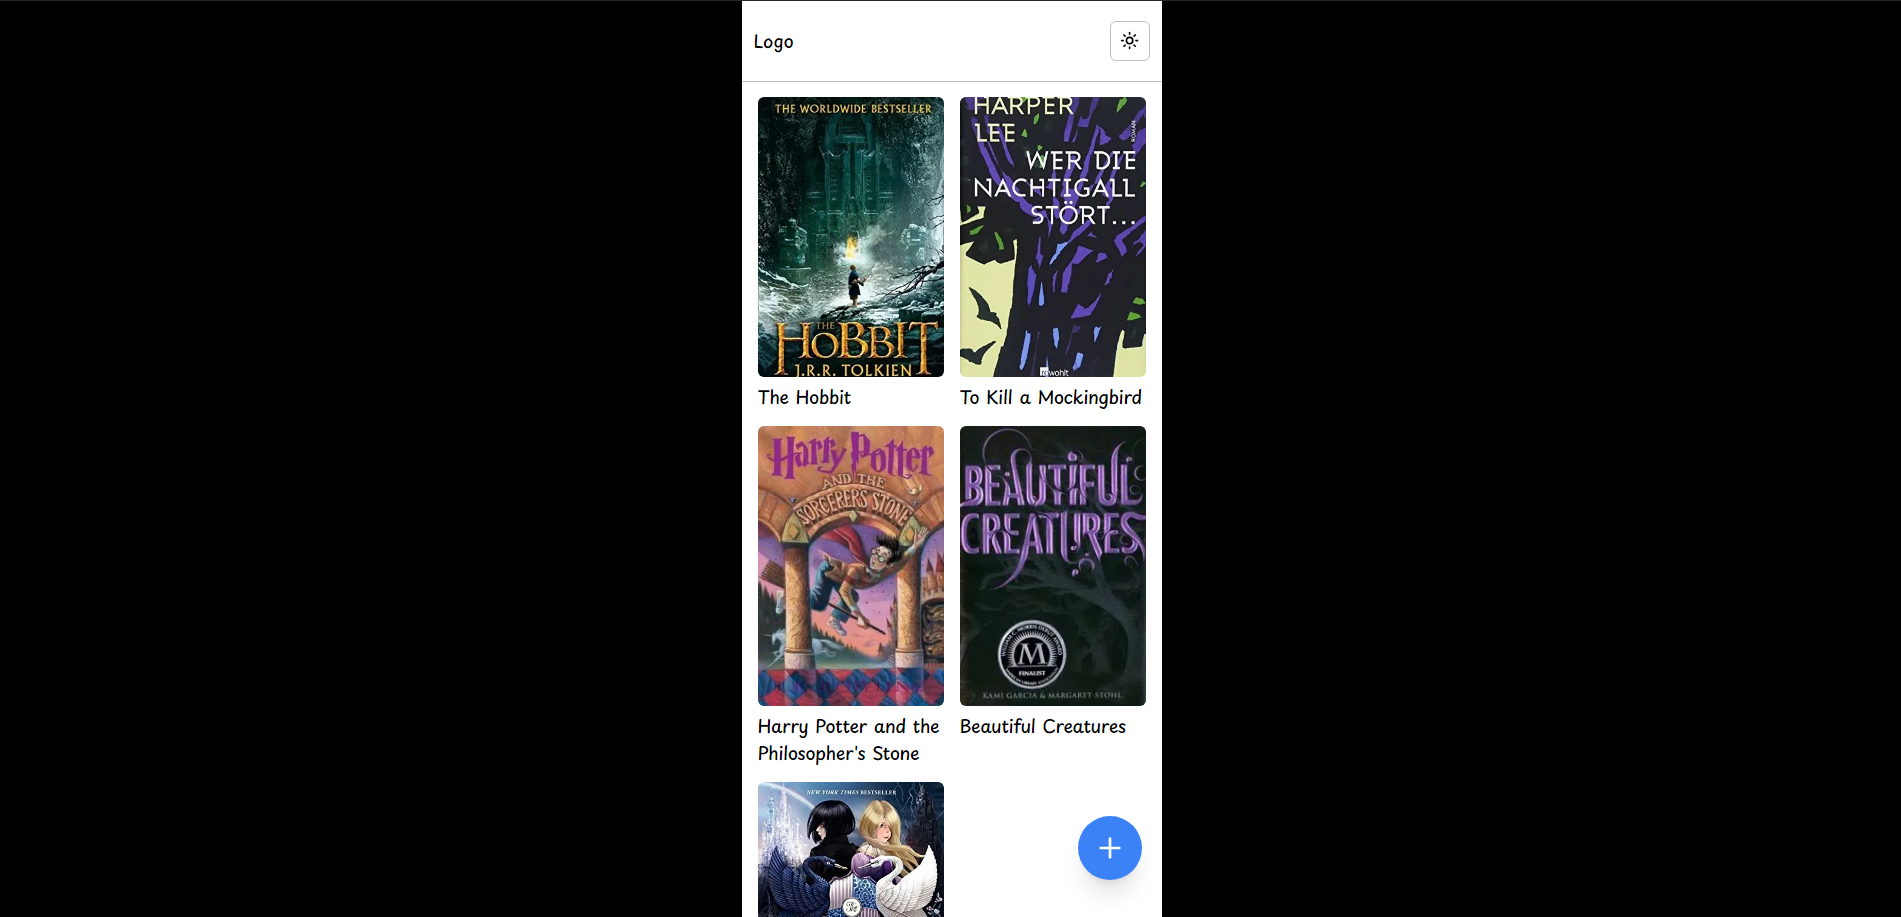 Logo
THE WORLDWIDE BESTSELLER
THE
HOBBIT
J.R.R. TOLKIEN
The Hobbit
HARPER
LEE
ROMAN
WER DIE
NACHTIGALL
STÖRT...
rowohlt
To Kill a Mockingbird
Harry Potter
AND THE
SORCERER'S STONE
Harry Potter and the
Philosopher's Stone
BEAUTIFUL
CREATURES
M
FINALIST
KAMI GARCIA & MARGARET STOHL
Beautiful Creatures
NEW YORK TIMES BESTSELLER